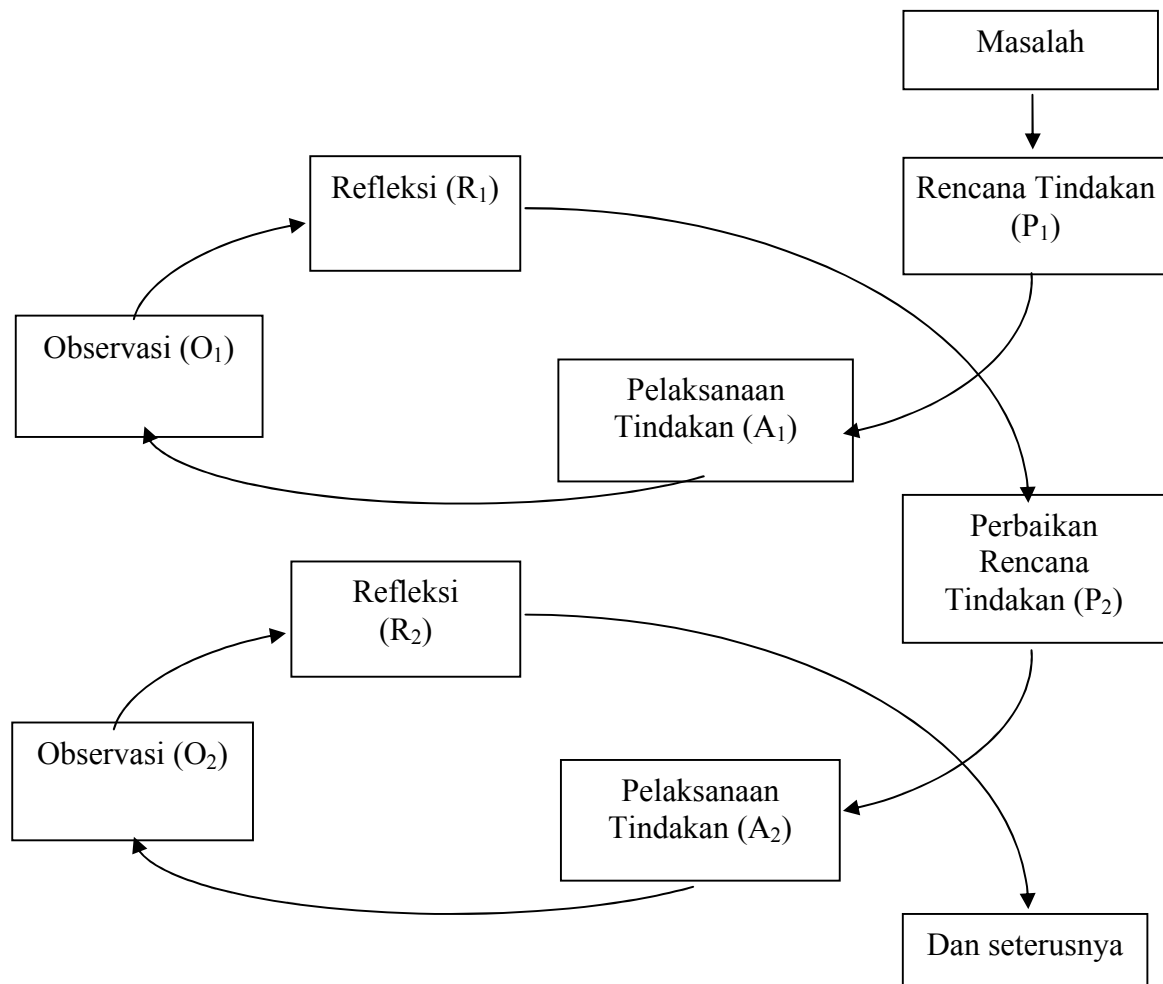 Masalah
Rencana Tindakan
(P₁)
Refleksi (R₁)
Observasi (O₁)
Pelaksanaan
Tindakan (A₁)
Perbaikan
Rencana
Tindakan (P₂)
Refleksi
(R₂)
Observasi (O₂)
Pelaksanaan
Tindakan (A₂)
Dan seterusnya